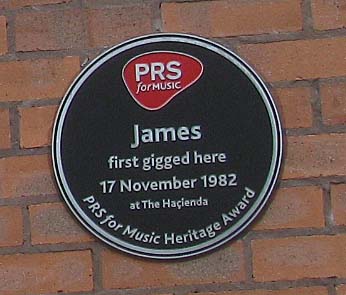 PRS
for MUSIC
James
first gigged here
17 November 1982
at The Haçienda
PRS for Music Heritage Award